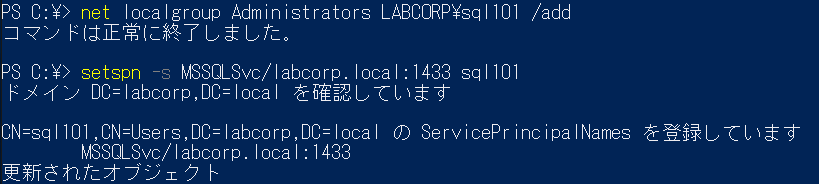 PS C:¥> net localgroup Administrators LABCORP¥sql101 /add
コマンドは正常に終了しました。
PS C:¥> setspn -s MSSQLSvc/labcorp.local:1433 sql101
ドメイン DC=labcorp,DC=local を確認しています
CN=sql101,CN=Users,DC=labcorp,DC=local の ServicePrincipalNames を登録しています
MSSQLSvc/labcorp.local:1433
更新されたオブジェクト